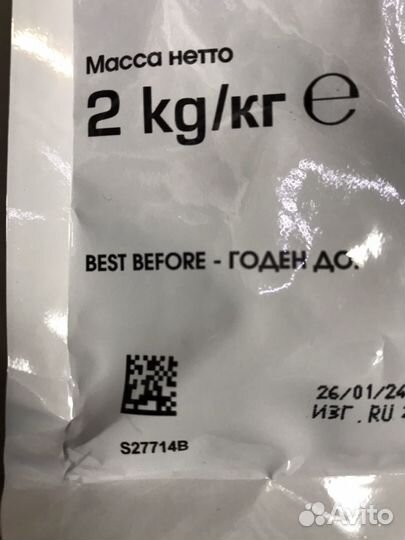 Масса нетто
2 kg/кг ℮
BEST BEFORE - ГОДЕН ДО:
26/01/24
ИЗГ. RU
S27714B
Avito